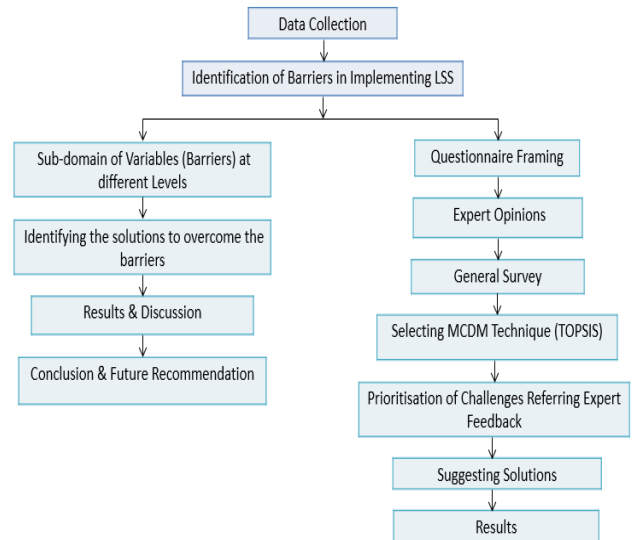 Data Collection
Identification of Barriers in Implementing LSS
Sub-domain of Variables (Barriers) at
different Levels
Identifying the solutions to overcome the
barriers
Results & Discussion
Conclusion & Future Recommendation
Questionnaire Framing
Expert Opinions
General Survey
Selecting MCDM Technique (TOPSIS)
Prioritisation of Challenges Referring Expert
Feedback
Suggesting Solutions
Results